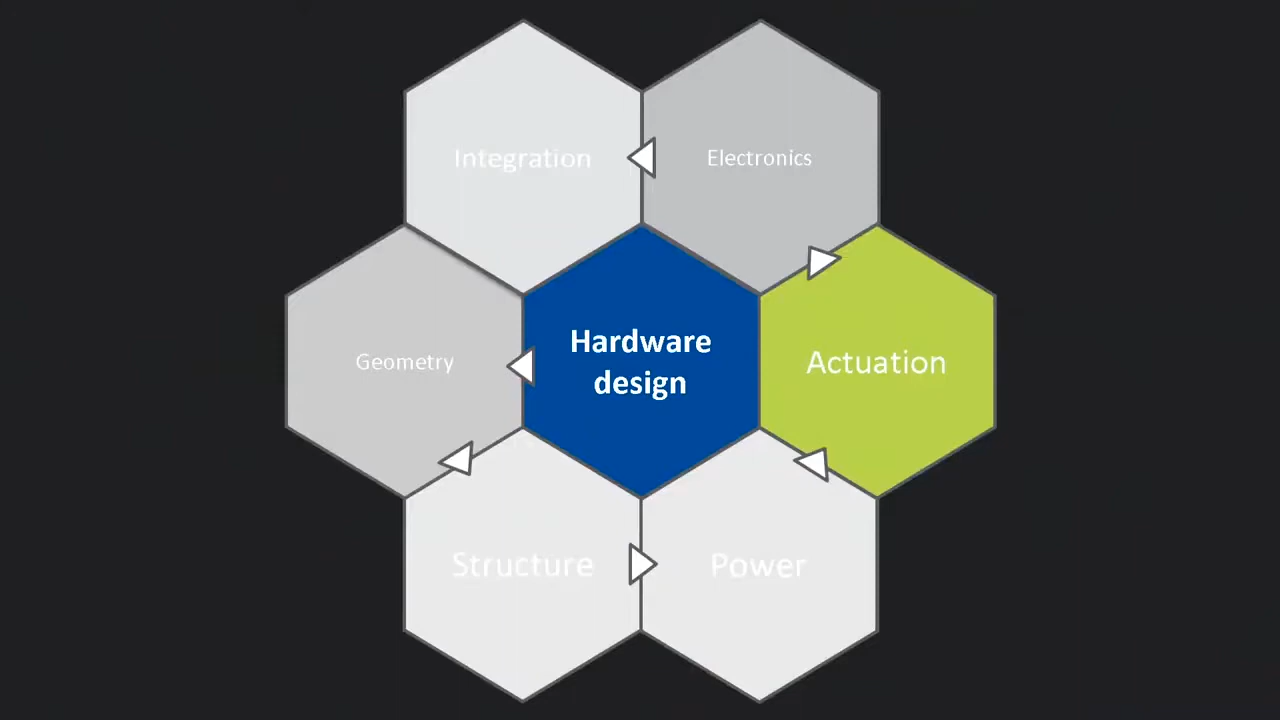 Integration
Electronics
Geometry
Hardware
design
Actuation
Structure
Power